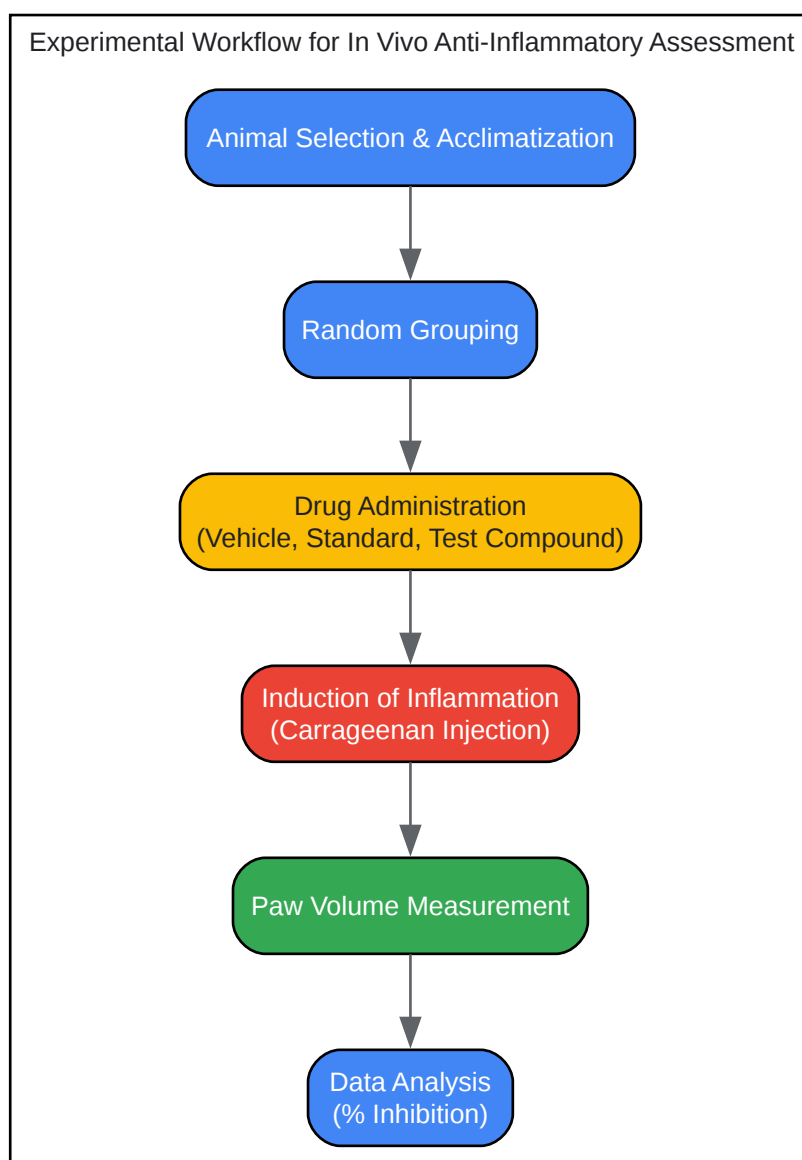 Experimental Workflow for In Vivo Anti-Inflammatory Assessment
Animal Selection & Acclimatization
Random Grouping
Drug Administration
(Vehicle, Standard, Test Compound)
Induction of Inflammation
(Carrageenan Injection)
Paw Volume Measurement
Data Analysis
(% Inhibition)